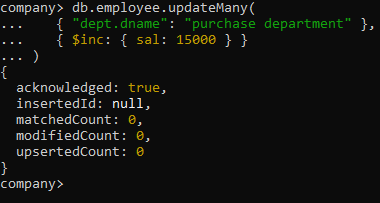 company> db.employee.updateMany(
...     { "dept.dname": "purchase department" },
...     { $inc: { sal: 15000 } }
... )
{
  acknowledged: true,
  insertedId: null,
  matchedCount: 0,
  modifiedCount: 0,
  upsertedCount: 0
}
company>